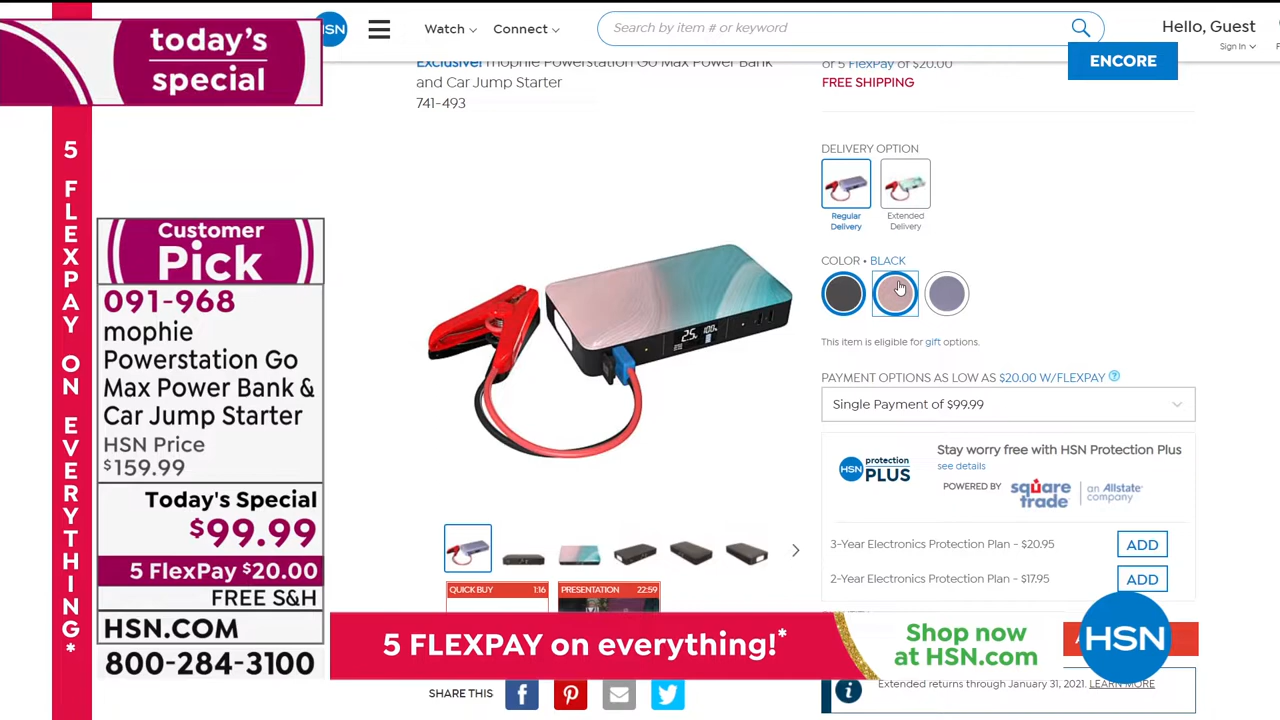 today's
special
5 FLEXPAY ON EVERYTHING*
Customer
Pick
091-968
mophie
Powerstation Go
Max Power Bank &
Car Jump Starter
HSN Price
$159.99
Today's Special
$99.99
5 FlexPay $20.00
FREE S&H
HSN.COM
800-284-3100
HSN
Watch
Connect
Search by item # or keyword
Hello, Guest
Sign In
ENCORE
Exclusive! mophie Powerstation Go Max Power Bank
and Car Jump Starter
741-493
or 5 FlexPay of $20.00
FREE SHIPPING
DELIVERY OPTION
Regular
Delivery
Extended
Delivery
COLOR • BLACK
This item is eligible for gift options.
PAYMENT OPTIONS AS LOW AS $20.00 W/FLEXPAY ?
Single Payment of $99.99
HSN protection PLUS
Stay worry free with HSN Protection Plus
see details
POWERED BY square trade | an Allstate company
3-Year Electronics Protection Plan - $20.95 ADD
2-Year Electronics Protection Plan - $17.95 ADD
2.5 100%
QUICK BUY 1:16
PRESENTATION 22:59
5 FLEXPAY on everything!*
Shop now
at HSN.com
HSN
SHARE THIS
Extended returns through January 31, 2021. LEARN MORE